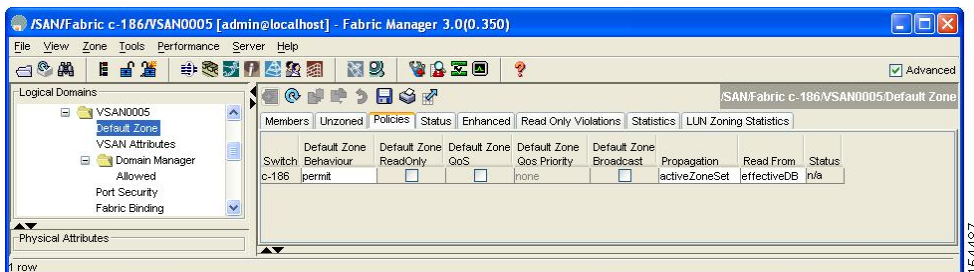 /SAN/Fabric c-186/VSAN0005 [admin@localhost] - Fabric Manager 3.0(0.350)
File View Zone Tools Performance Server Help
Advanced
Logical Domains
/SAN/Fabric c-186/VSAN0005/Default Zone
VSAN0005
Default Zone
VSAN Attributes
Domain Manager
Allowed
Port Security
Fabric Binding
Physical Attributes
Members Unzoned Policies Status Enhanced Read Only Violations Statistics LUN Zoning Statistics
Default Zone Default Zone Default Zone Default Zone Default Zone
Switch Behaviour ReadOnly QoS Qos Priority Broadcast Propagation Read From Status
c-186 permit none activeZoneSet effectiveDB n/a
1 row
154487